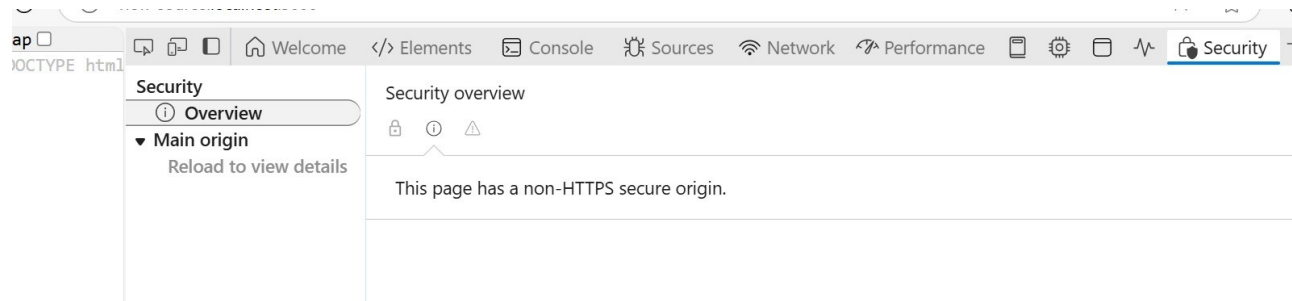 ap
Welcome
Elements
Console
Sources
Network
Performance
Security
OCTYPE html
Security
Overview
Main origin
Reload to view details
Security overview
This page has a non-HTTPS secure origin.